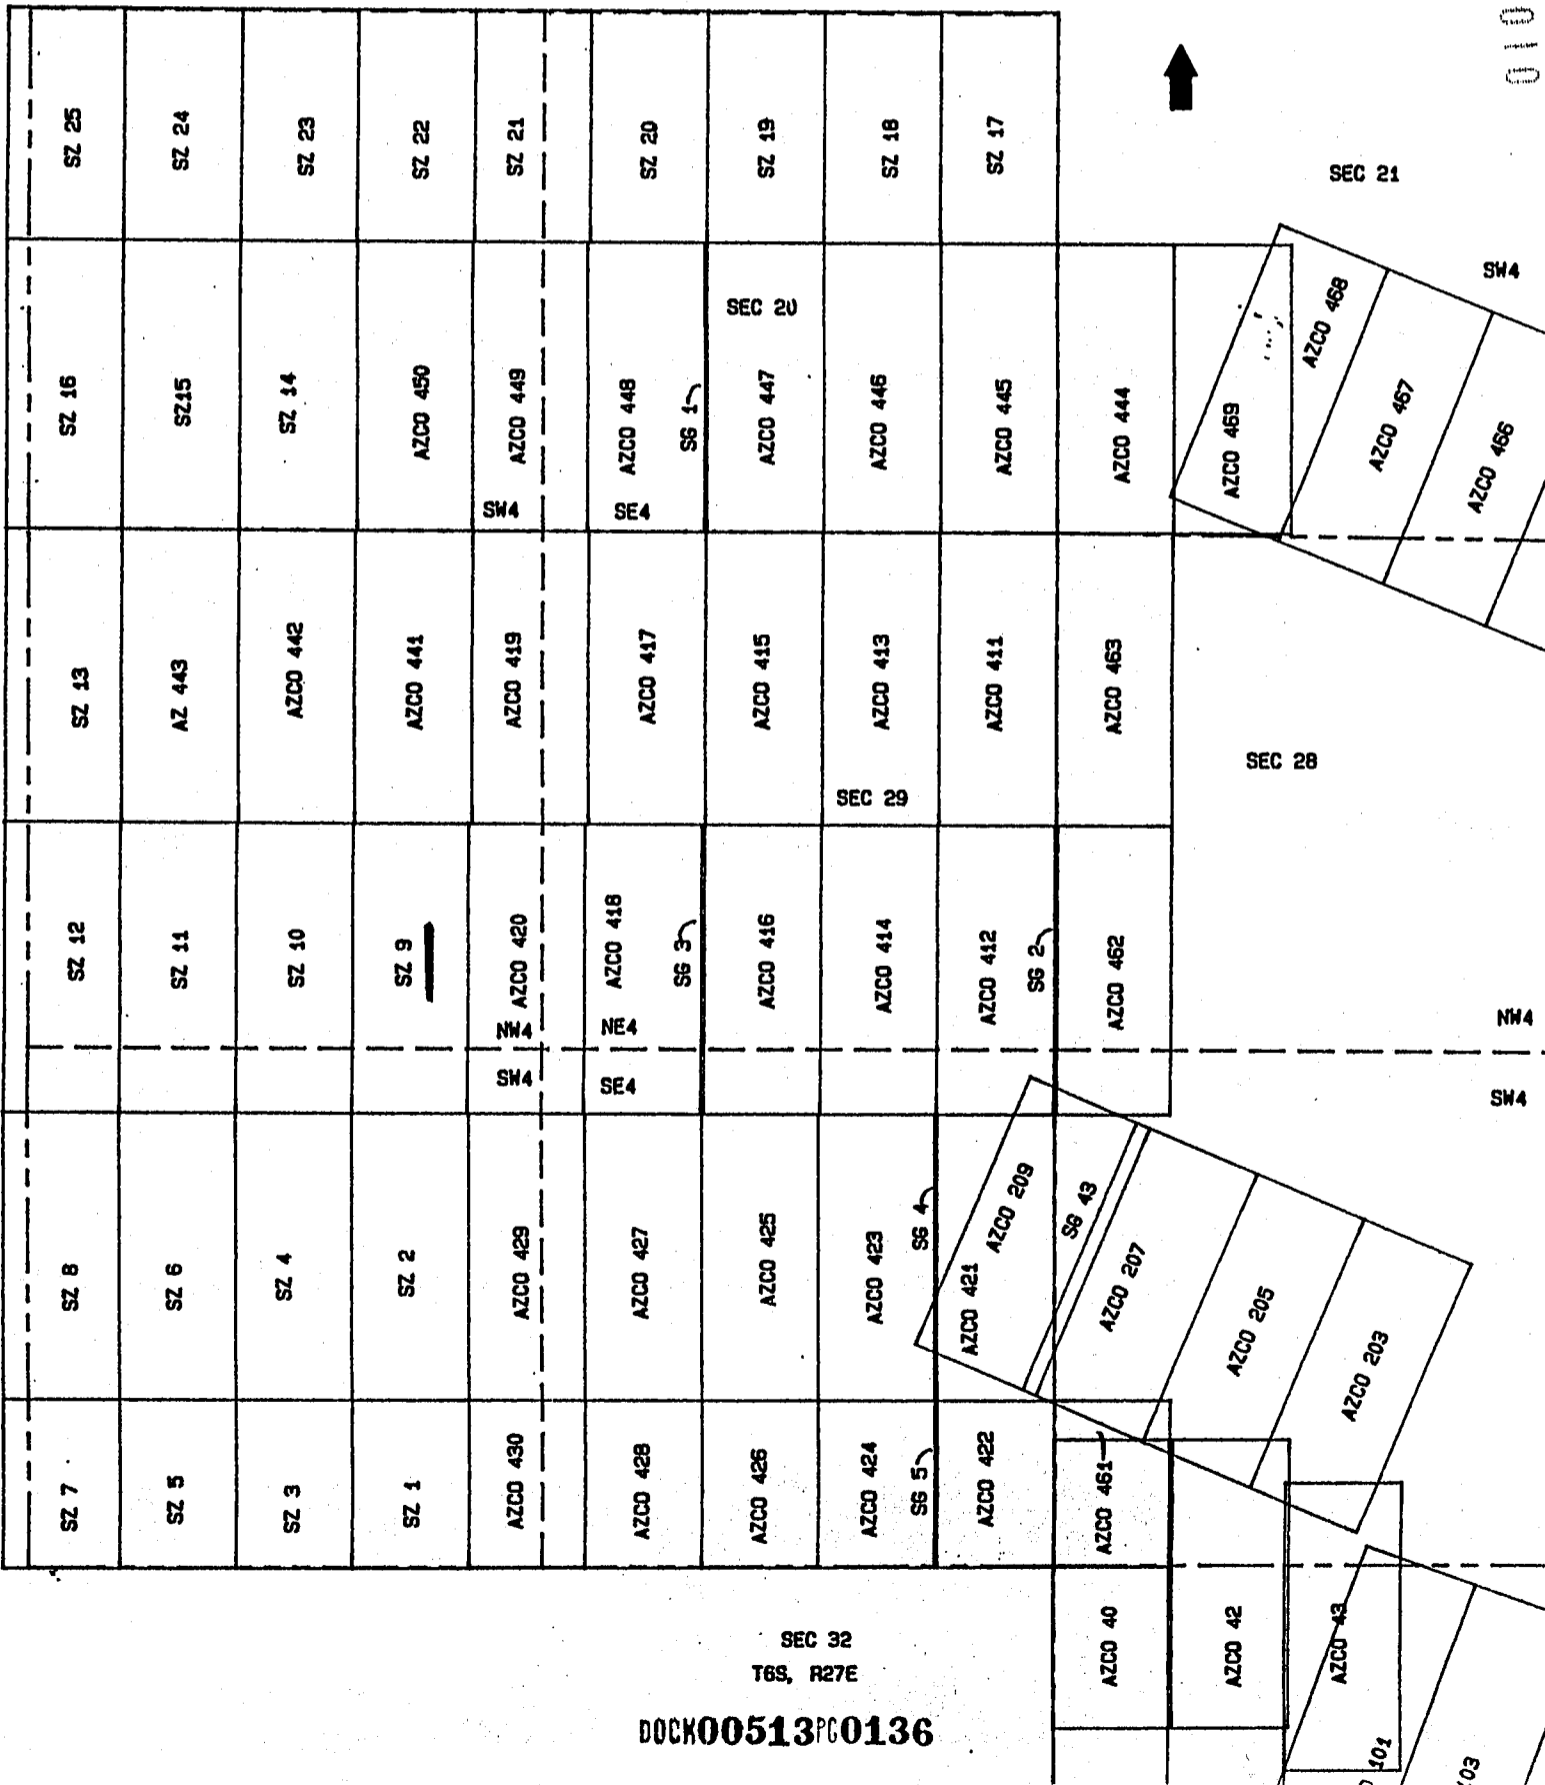 010
SZ 25
SZ 24
SZ 23
SZ 22
SZ 21
SZ 20
SZ 19
SZ 18
SZ 17
SEC 21
SW4
SEC 20
SZ 16
SZ15
SZ 14
AZCO 450
AZCO 449
AZCO 448
SG 1
AZCO 447
AZCO 446
AZCO 445
AZCO 444
AZCO 469
AZCO 468
AZCO 467
AZCO 466
SW4
SE4
SZ 13
AZ 443
AZCO 442
AZCO 441
AZCO 419
AZCO 417
AZCO 415
AZCO 413
AZCO 411
AZCO 463
SEC 28
SEC 29
SZ 12
SZ 11
SZ 10
SZ 9
AZCO 420
AZCO 418
SG 3
AZCO 416
AZCO 414
AZCO 412
SG 2
AZCO 462
NW4
NE4
NW4
SW4
SE4
SW4
SZ 8
SZ 6
SZ 4
SZ 2
AZCO 429
AZCO 427
AZCO 425
AZCO 423
SG 4
AZCO 421
AZCO 209
SG 43
AZCO 207
AZCO 205
AZCO 203
SZ 7
SZ 5
SZ 3
SZ 1
AZCO 430
AZCO 428
AZCO 426
AZCO 424
SG 5
AZCO 422
AZCO 461
AZCO 40
AZCO 42
AZCO 43
101
SEC 32
T6S, R27E
DOCK00513PG0136